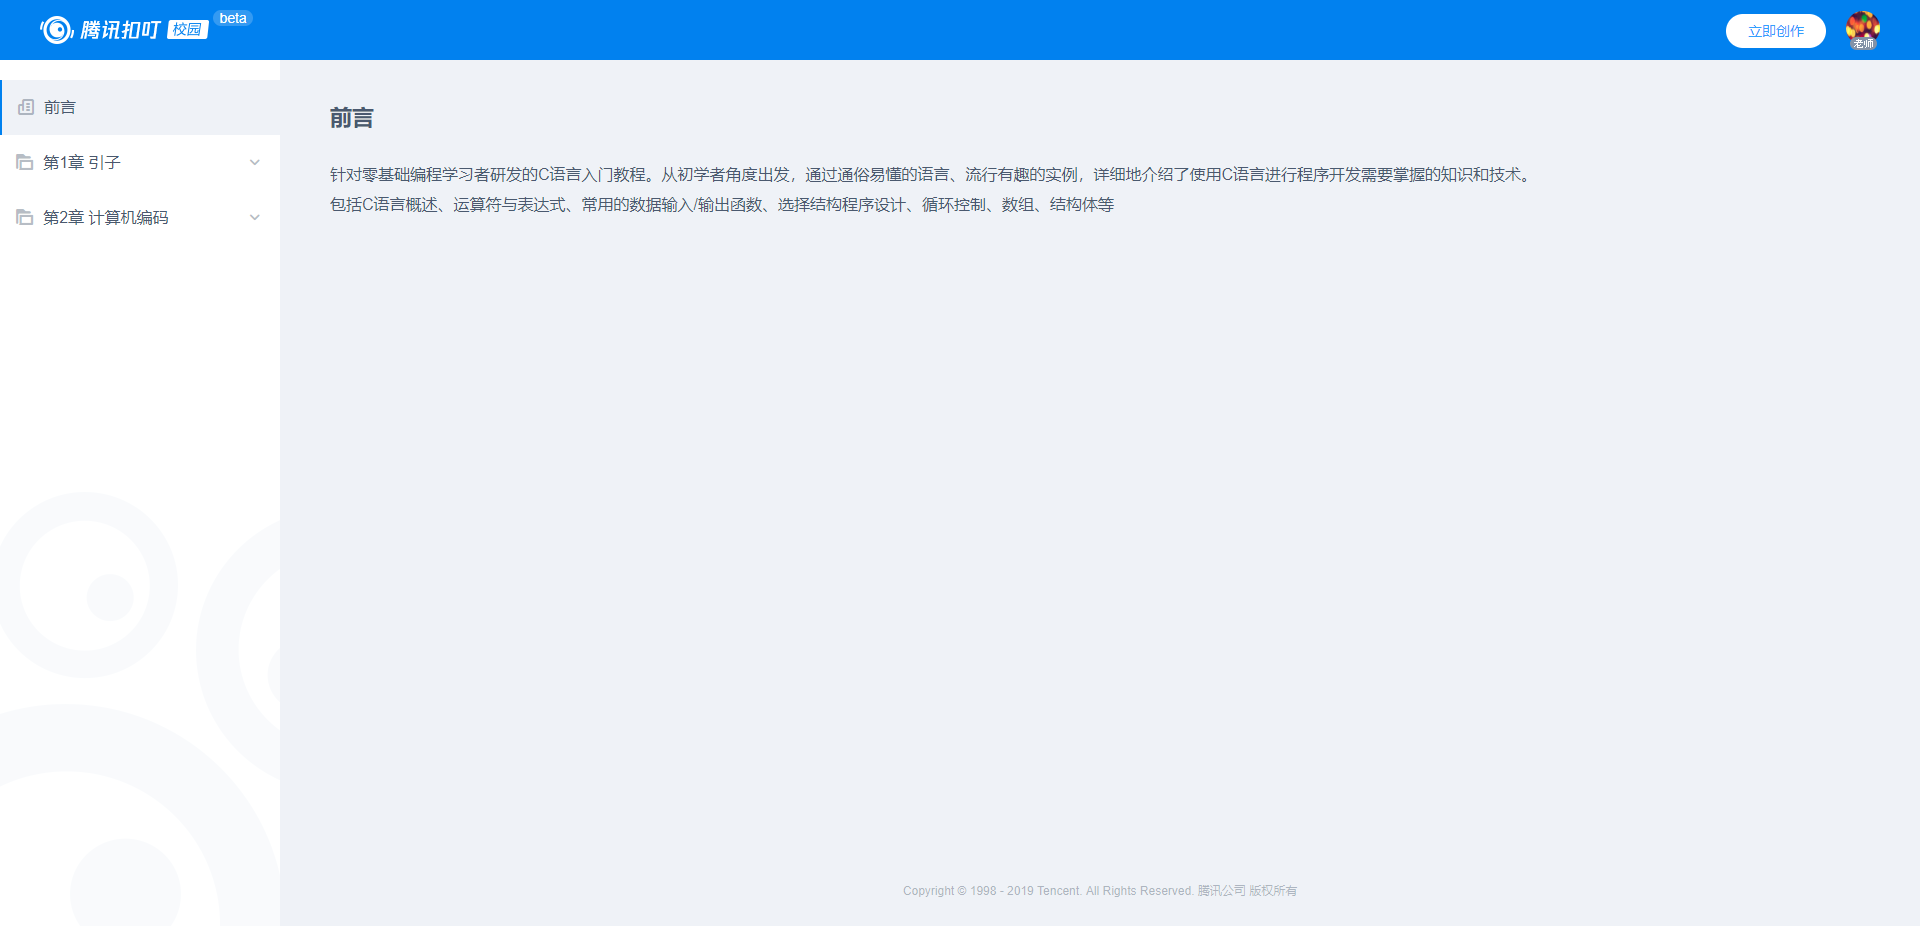 腾讯扣叮 校园 beta
立即创作
老师
前言
第1章 引子
第2章 计算机编码
前言
针对零基础编程学习者研发的C语言入门教程。从初学者角度出发，通过通俗易懂的语言、流行有趣的实例，详细地介绍了使用C语言进行程序开发需要掌握的知识和技术。
包括C语言概述、运算符与表达式、常用的数据输入/输出函数、选择结构程序设计、循环控制、数组、结构体等
Copyright © 1998 - 2019 Tencent. All Rights Reserved. 腾讯公司 版权所有